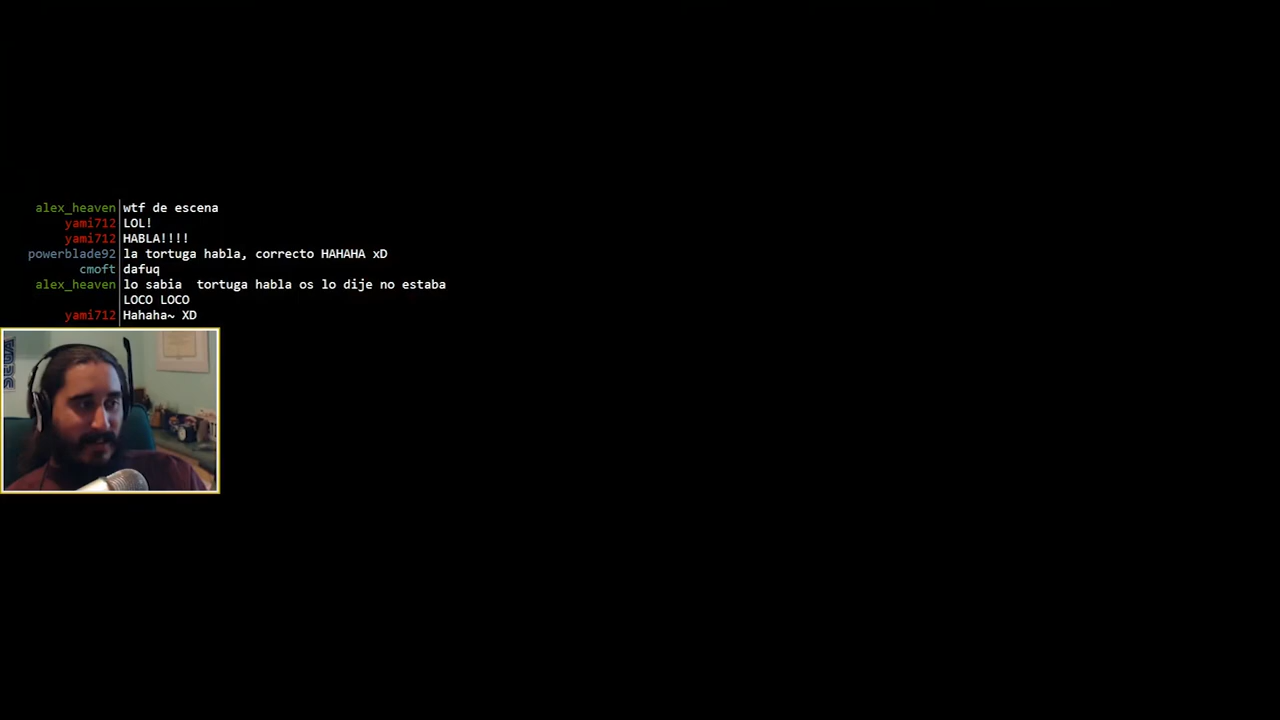 alex_heaven wtf de escena
yami712 LOL!
yami712 HABLA!!!!
powerblade92 la tortuga habla, correcto HAHAHA xD
cmoft dafuq
alex_heaven lo sabia  tortuga habla os lo dije no estaba
LOCO LOCO
yami712 Hahaha~ XD
SEGA